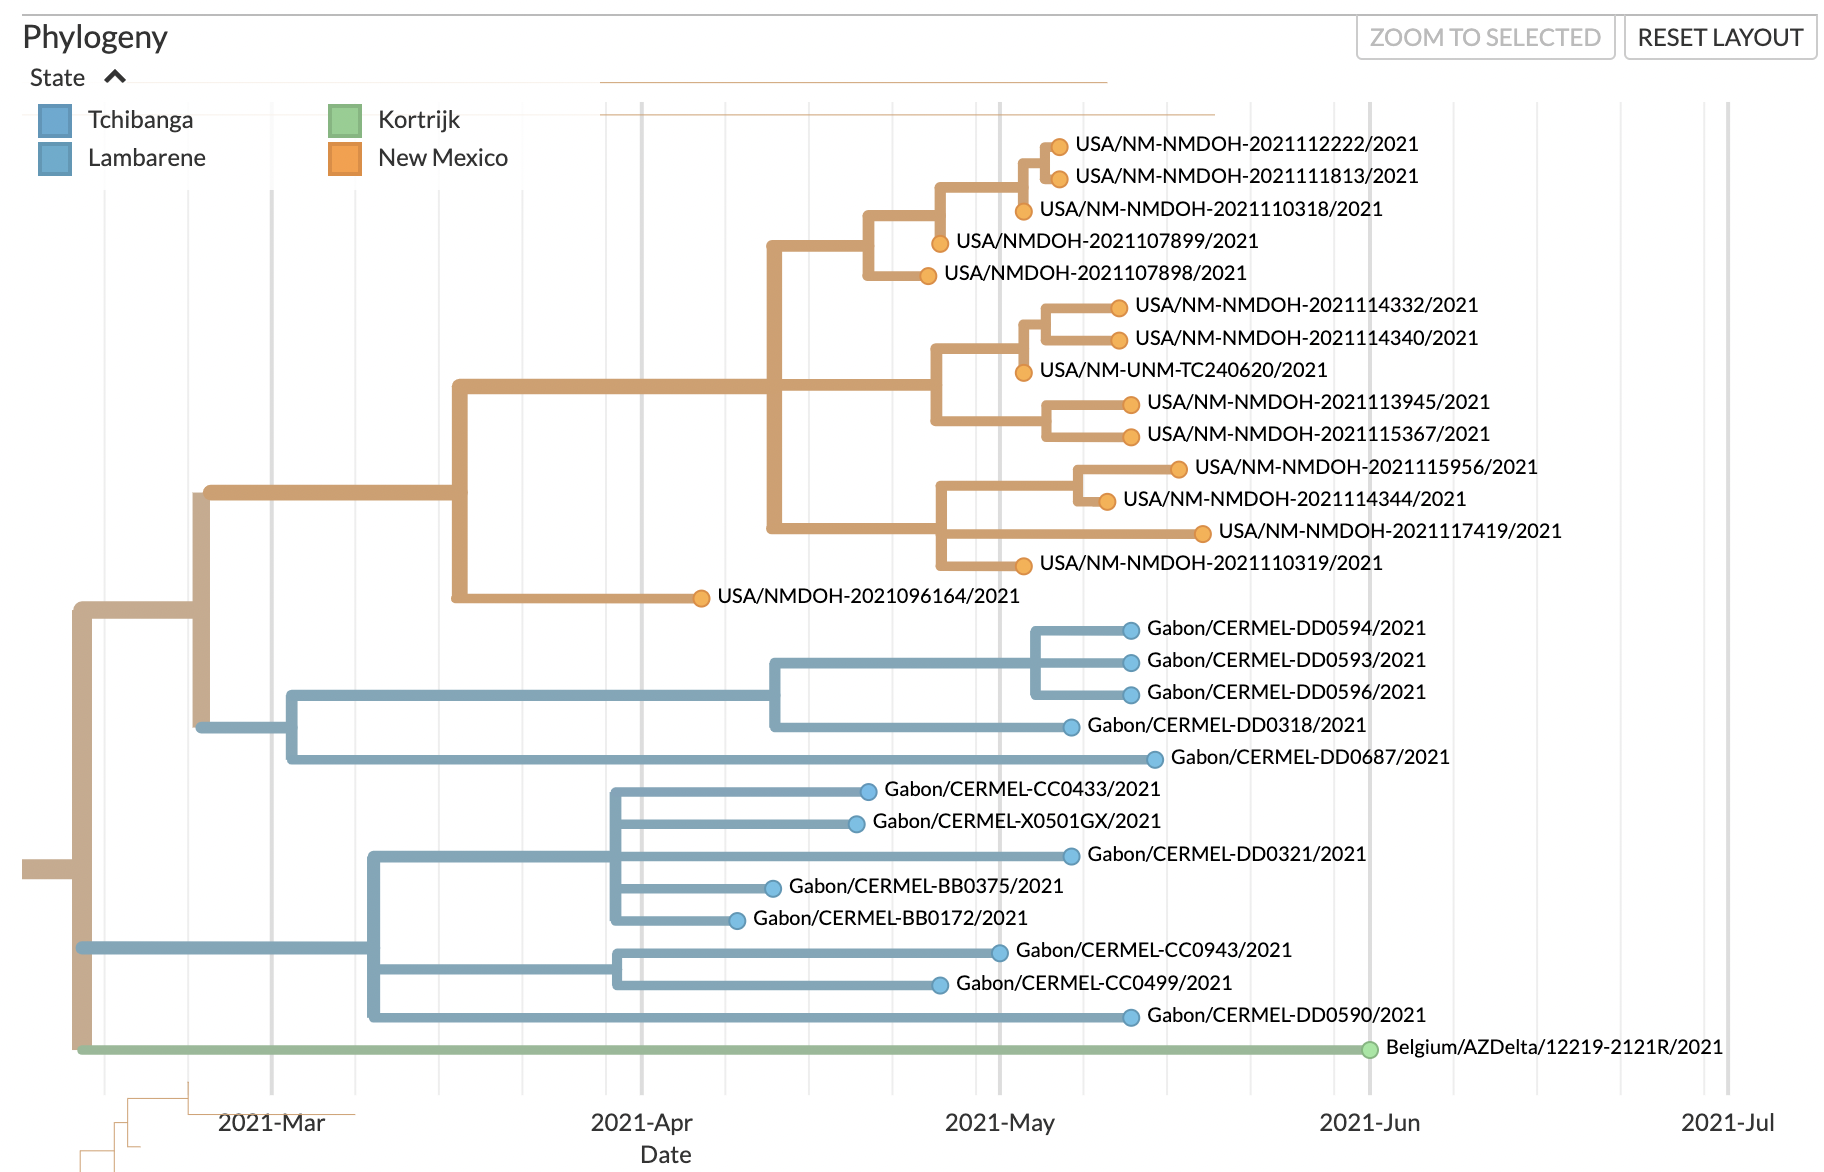 Phylogeny
ZOOM TO SELECTED
RESET LAYOUT
State
Tchibanga
Kortrijk
Lambarene
New Mexico
USA/NM-NMDOH-2021112222/2021
USA/NM-NMDOH-2021111813/2021
USA/NM-NMDOH-2021110318/2021
USA/NMDOH-2021107899/2021
USA/NMDOH-2021107898/2021
USA/NM-NMDOH-2021114332/2021
USA/NM-NMDOH-2021114340/2021
USA/NM-UNM-TC240620/2021
USA/NM-NMDOH-2021113945/2021
USA/NM-NMDOH-2021115367/2021
USA/NM-NMDOH-2021115956/2021
USA/NM-NMDOH-2021114344/2021
USA/NM-NMDOH-2021117419/2021
USA/NM-NMDOH-2021110319/2021
USA/NMDOH-2021096164/2021
Gabon/CERMEL-DD0594/2021
Gabon/CERMEL-DD0593/2021
Gabon/CERMEL-DD0596/2021
Gabon/CERMEL-DD0318/2021
Gabon/CERMEL-DD0687/2021
Gabon/CERMEL-CC0433/2021
Gabon/CERMEL-X0501GX/2021
Gabon/CERMEL-DD0321/2021
Gabon/CERMEL-BB0375/2021
Gabon/CERMEL-BB0172/2021
Gabon/CERMEL-CC0943/2021
Gabon/CERMEL-CC0499/2021
Gabon/CERMEL-DD0590/2021
Belgium/AZDelta/12219-2121R/2021
2021-Mar
2021-Apr
2021-May
2021-Jun
2021-Jul
Date